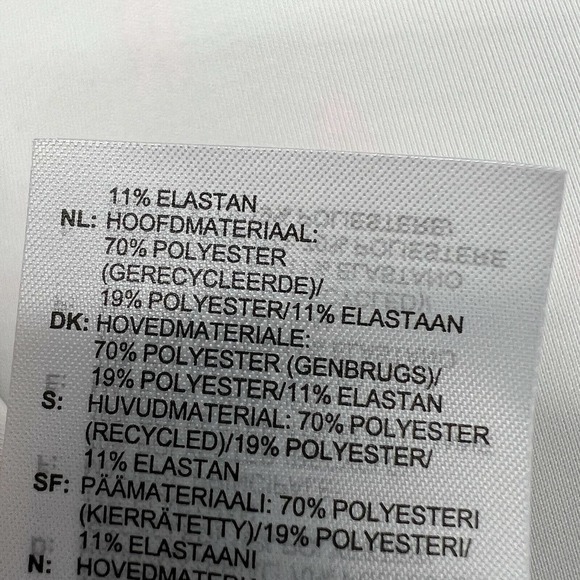 11% ELASTAN
NL: HOOFDMATERIAAL:
70% POLYESTER
(GERECYCLEERDE)/
19% POLYESTER/11% ELASTAAN
DK: HOVEDMATERIALE:
70% POLYESTER (GENBRUGS)/
19% POLYESTER/11% ELASTAN
S: HUVUDMATERIAL: 70% POLYESTER
(RECYCLED)/19% POLYESTER/
11% ELASTAN
SF: PÄÄMATERIAALI: 70% POLYESTERI
(KIERRÄTETTY)/19% POLYESTERI/
11% ELASTAANI
N: